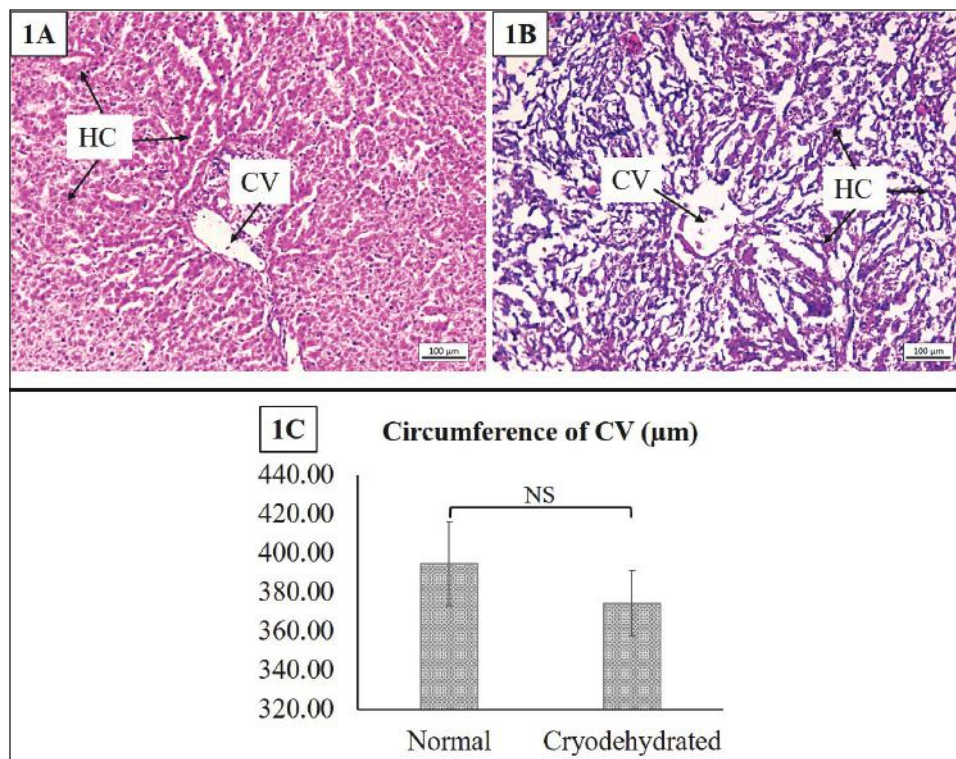 1A
HC
CV
100 µm
1B
CV
HC
100 µm
1C
Circumference of CV (µm)
440.00
420.00
400.00
380.00
360.00
340.00
320.00
NS
Normal
Cryodehydrated